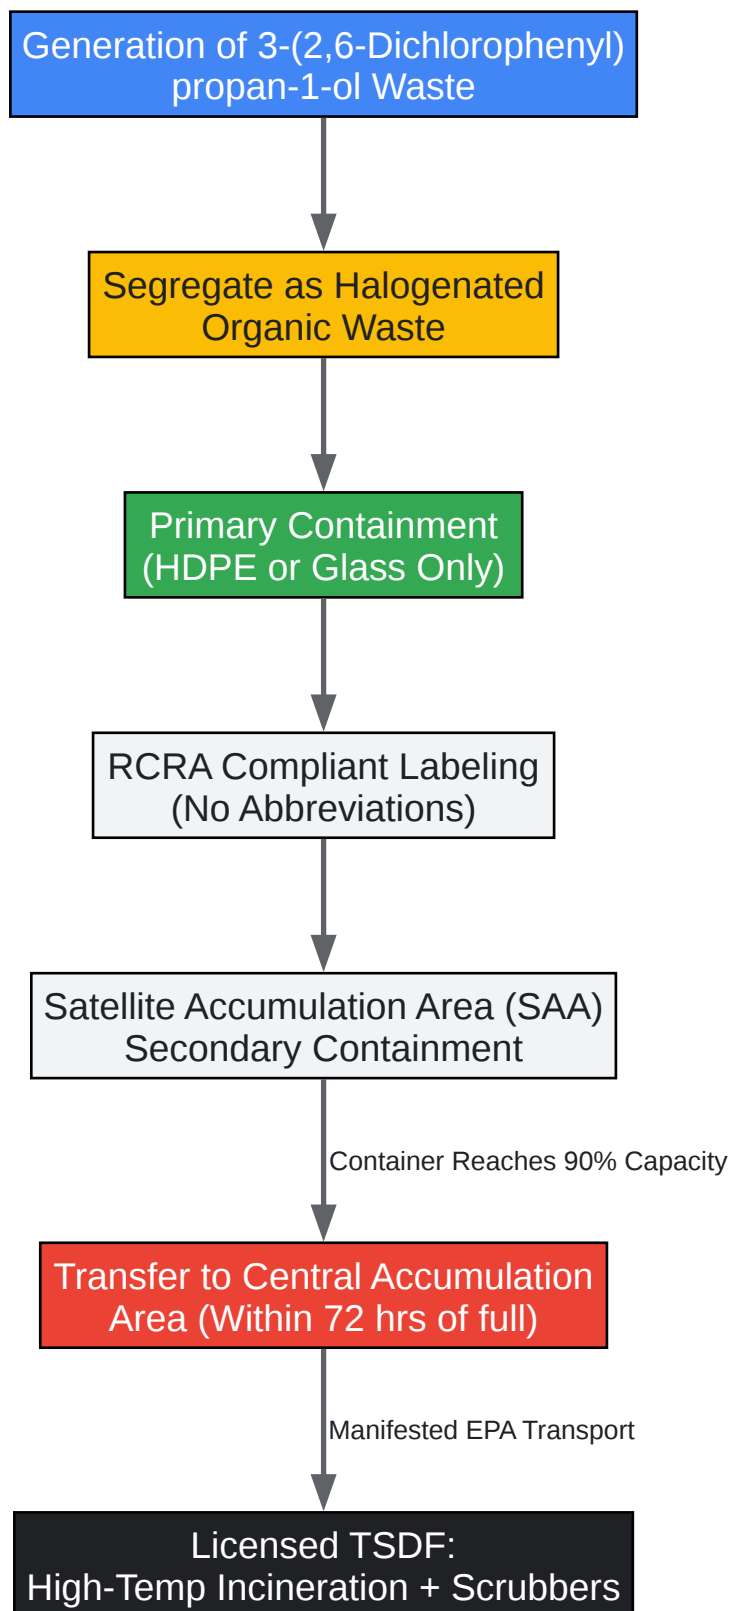 Generation of 3-(2,6-Dichlorophenyl)
propan-1-ol Waste
Segregate as Halogenated
Organic Waste
Primary Containment
(HDPE or Glass Only)
RCRA Compliant Labeling
(No Abbreviations)
Satellite Accumulation Area (SAA)
Secondary Containment
Container Reaches 90% Capacity
Transfer to Central Accumulation
Area (Within 72 hrs of full)
Manifested EPA Transport
Licensed TSDF:
High-Temp Incineration + Scrubbers